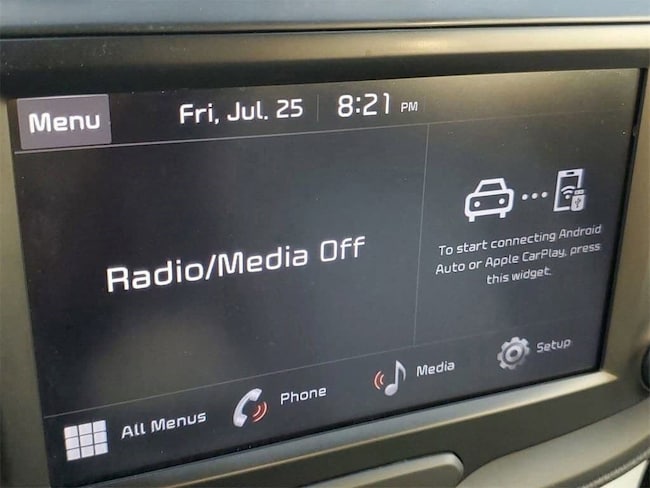 Menu
Fri, Jul. 25
8:21 PM
Radio/Media Off
To start connecting Android
Auto or Apple CarPlay, press
this widget.
All Menus
Phone
Media
Setup